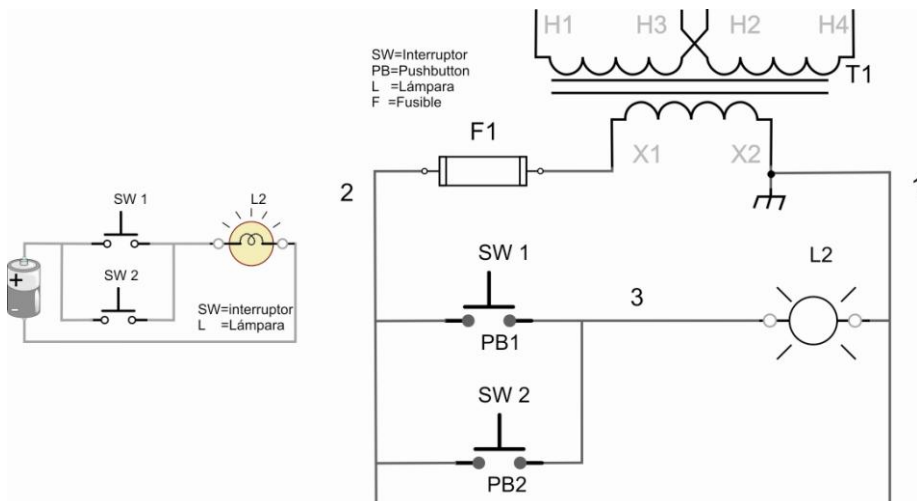 H1 H3 H2 H4
SW=Interruptor
PB=Pushbutton
L =Lámpara
F =Fusible
T1
F1
X1 X2
2
1
SW 1
L2
SW 2
+
-
SW=interruptor
L =Lámpara
SW 1
PB1
3
L2
SW 2
PB2